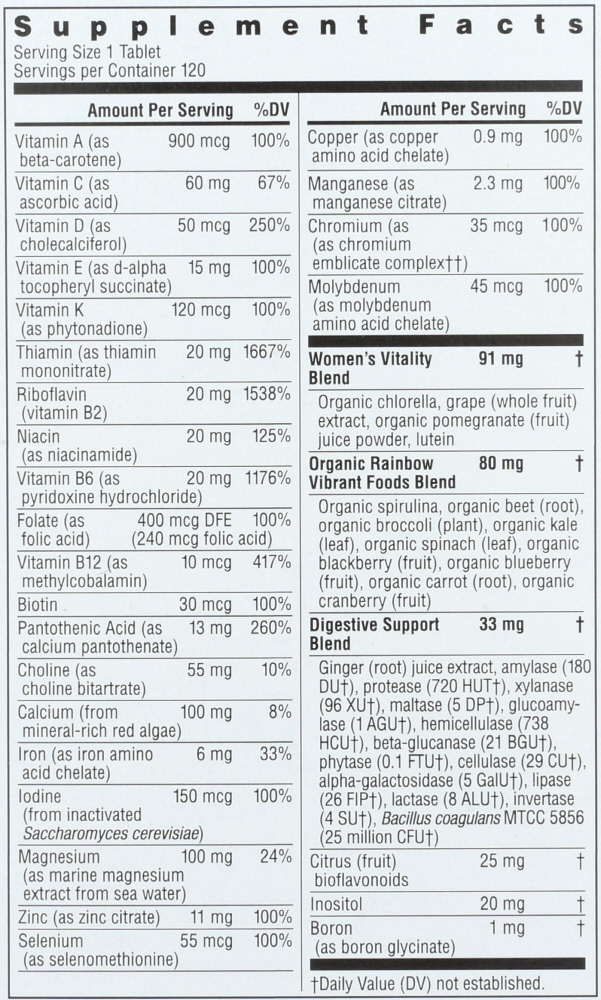 Supplement Facts
Serving Size 1 Tablet
Servings per Container 120
Amount Per Serving %DV
Vitamin A (as 900 mcg 100%
beta-carotene)
Vitamin C (as 60 mg 67%
ascorbic acid)
Vitamin D (as 50 mcg 250%
cholecalciferol)
Vitamin E (as d-alpha 15 mg 100%
tocopheryl succinate)
Vitamin K 120 mcg 100%
(as phytonadione)
Thiamin (as thiamin 20 mg 1667%
mononitrate)
Riboflavin 20 mg 1538%
(vitamin B2)
Niacin 20 mg 125%
(as niacinamide)
Vitamin B6 (as 20 mg 1176%
pyridoxine hydrochloride)
Folate (as 400 mcg DFE 100%
folic acid) (240 mcg folic acid)
Vitamin B12 (as 10 mcg 417%
methylcobalamin)
Biotin 30 mcg 100%
Pantothenic Acid (as 13 mg 260%
calcium pantothenate)
Choline (as 55 mg 10%
choline bitartrate)
Calcium (from 100 mg 8%
mineral-rich red algae)
Iron (as iron amino 6 mg 33%
acid chelate)
Iodine 150 mcg 100%
(from inactivated
Saccharomyces cerevisiae)
Magnesium 100 mg 24%
(as marine magnesium
extract from sea water)
Zinc (as zinc citrate) 11 mg 100%
Selenium 55 mcg 100%
(as selenomethionine)
Amount Per Serving %DV
Copper (as copper 0.9 mg 100%
amino acid chelate)
Manganese (as 2.3 mg 100%
manganese citrate)
Chromium (as 35 mcg 100%
(as chromium
emblicate complex††)
Molybdenum 45 mcg 100%
(as molybdenum
amino acid chelate)
Women's Vitality 91 mg †
Blend
Organic chlorella, grape (whole fruit)
extract, organic pomegranate (fruit)
juice powder, lutein
Organic Rainbow 80 mg †
Vibrant Foods Blend
Organic spirulina, organic beet (root),
organic broccoli (plant), organic kale
(leaf), organic spinach (leaf), organic
blackberry (fruit), organic blueberry
(fruit), organic carrot (root), organic
cranberry (fruit)
Digestive Support 33 mg †
Blend
Ginger (root) juice extract, amylase (180
DU†), protease (720 HUT†), xylanase
(96 XU†), maltase (5 DP†), glucoamy-
lase (1 AGU†), hemicellulase (738
HCU†), beta-glucanase (21 BGU†),
phytase (0.1 FTU†), cellulase (29 CU†),
alpha-galactosidase (5 GalU†), lipase
(26 FIP†), lactase (8 ALU†), invertase
(4 SU†), Bacillus coagulans MTCC 5856
(25 million CFU†)
Citrus (fruit) 25 mg †
bioflavonoids
Inositol 20 mg †
Boron 1 mg †
(as boron glycinate)
†Daily Value (DV) not established.